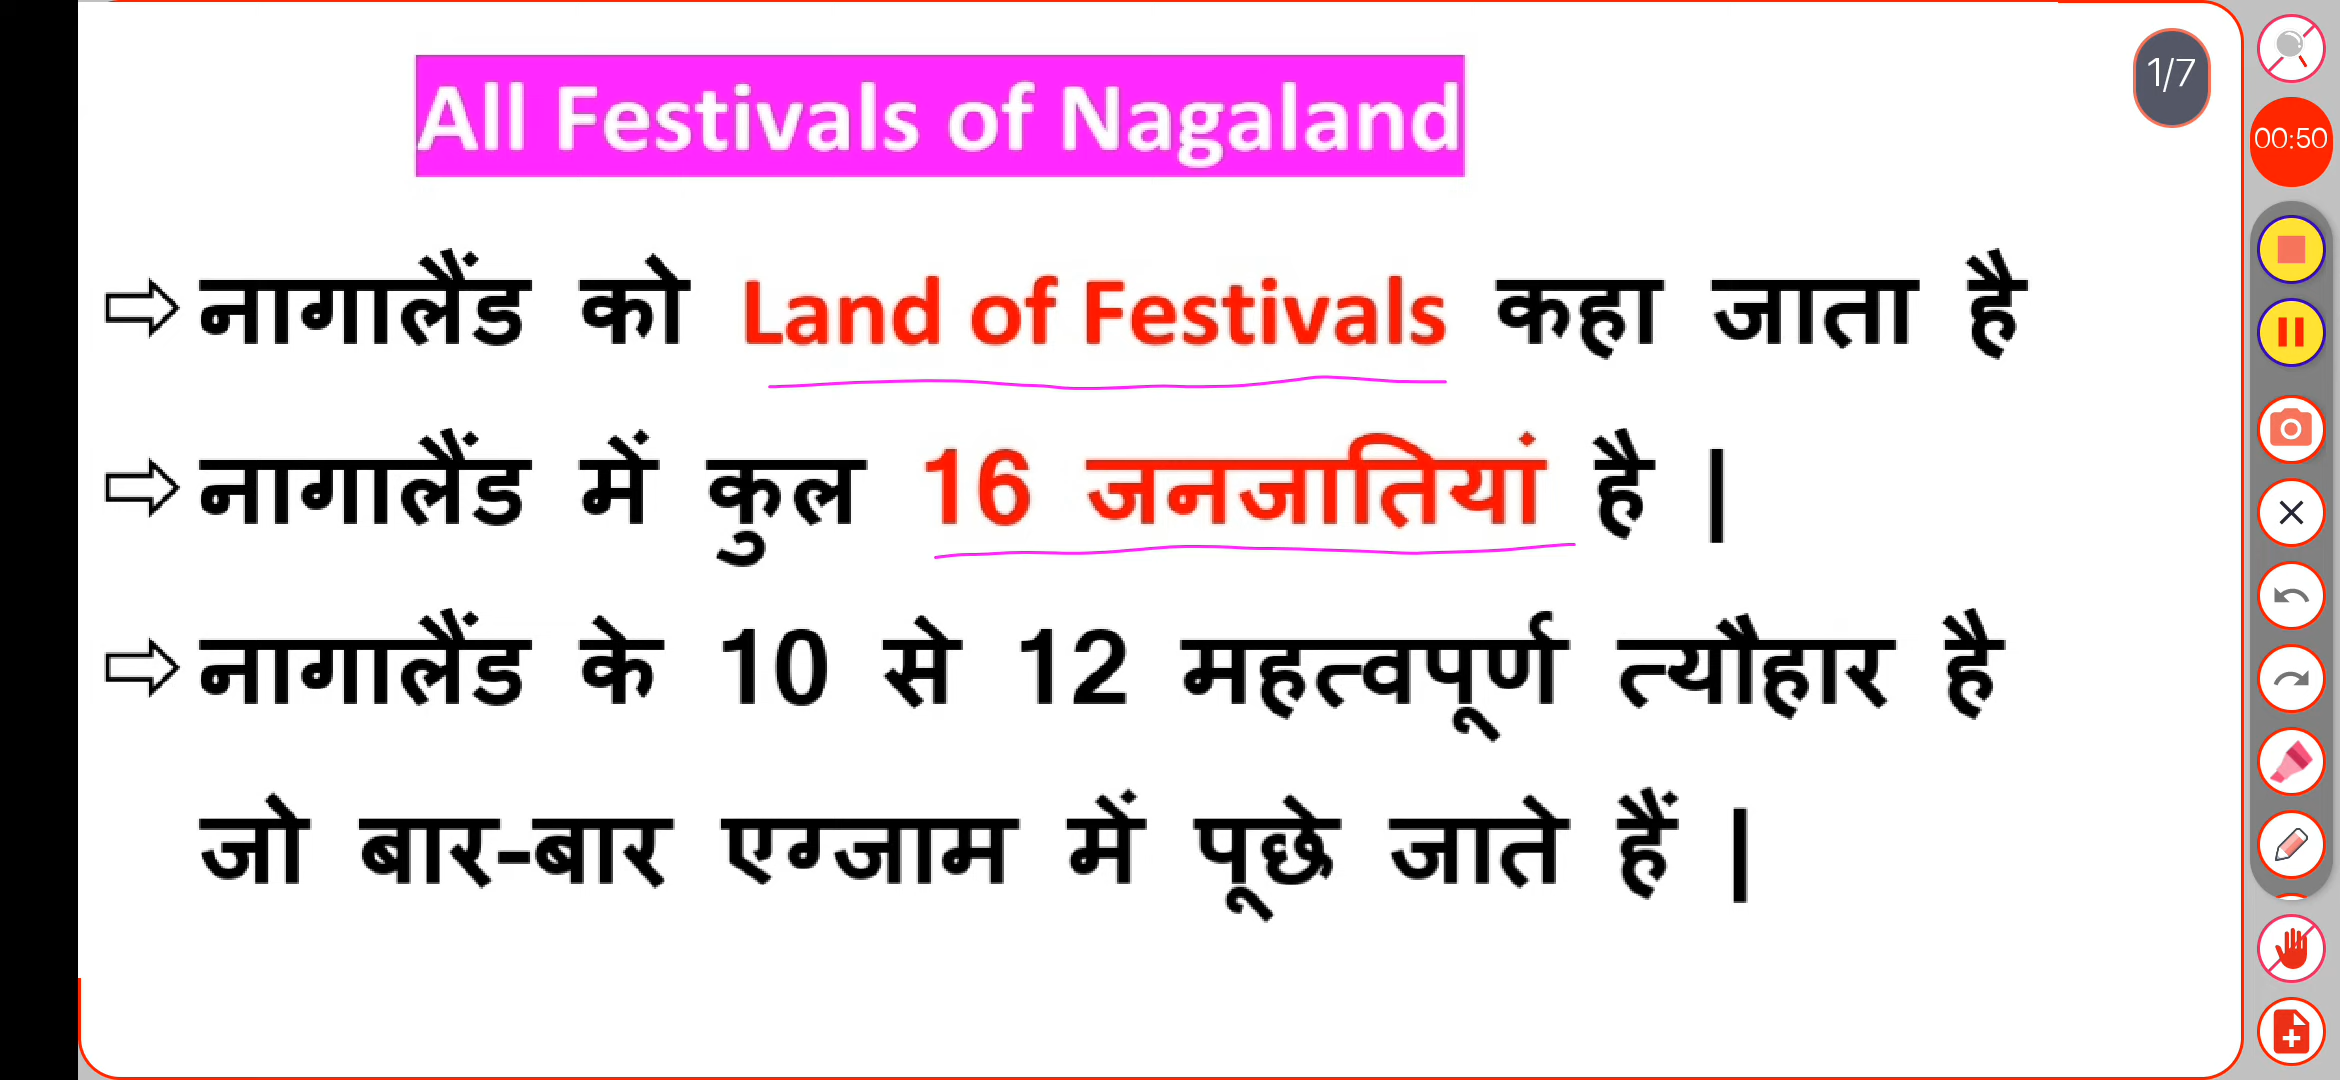 All Festivals of Nagaland
1/7
00:50
⇨ नागालैंड को Land of Festivals कहा जाता है
⇨ नागालैंड में कुल 16 जनजातियां है |
⇨ नागालैंड के 10 से 12 महत्वपूर्ण त्यौहार है
जो बार-बार एग्जाम में पूछे जाते हैं |